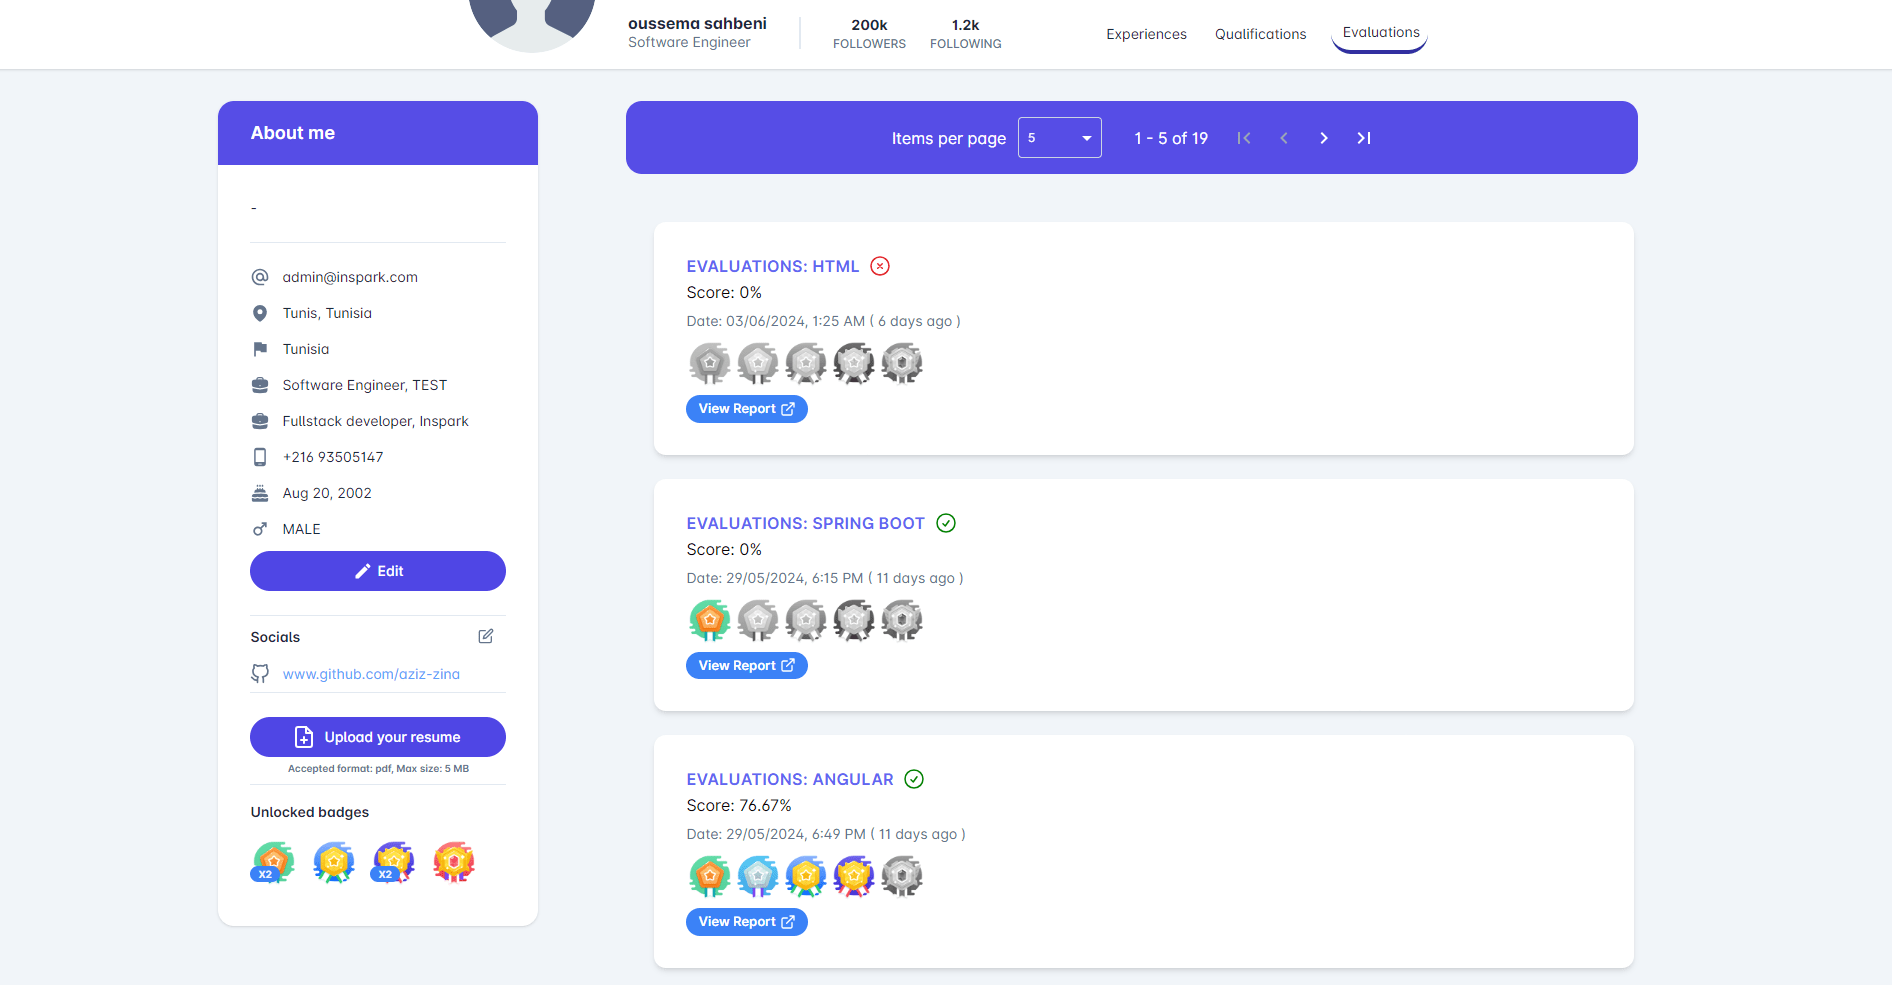 oussema sahbeni
Software Engineer
200k
FOLLOWERS
1.2k
FOLLOWING
Experiences
Qualifications
Evaluations
About me
-
admin@inspark.com
Tunis, Tunisia
Tunisia
Software Engineer, TEST
Fullstack developer, Inspark
+216 93505147
Aug 20, 2002
MALE
Edit
Socials
www.github.com/aziz-zina
Upload your resume
Accepted format: pdf, Max size: 5 MB
Unlocked badges
X2
X2
Items per page
5
1 - 5 of 19
EVALUATIONS: HTML
Score: 0%
Date: 03/06/2024, 1:25 AM ( 6 days ago )
View Report
EVALUATIONS: SPRING BOOT
Score: 0%
Date: 29/05/2024, 6:15 PM ( 11 days ago )
View Report
EVALUATIONS: ANGULAR
Score: 76.67%
Date: 29/05/2024, 6:49 PM ( 11 days ago )
View Report